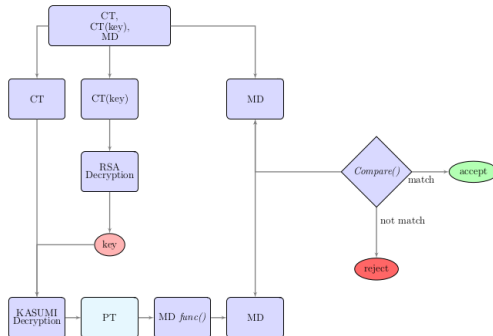 CT,
CT(key),
MD
CT
CT(key)
MD
RSA
Decryption
Compare()
match
accept
not match
key
reject
KASUMI
Decryption
PT
MD func()
MD